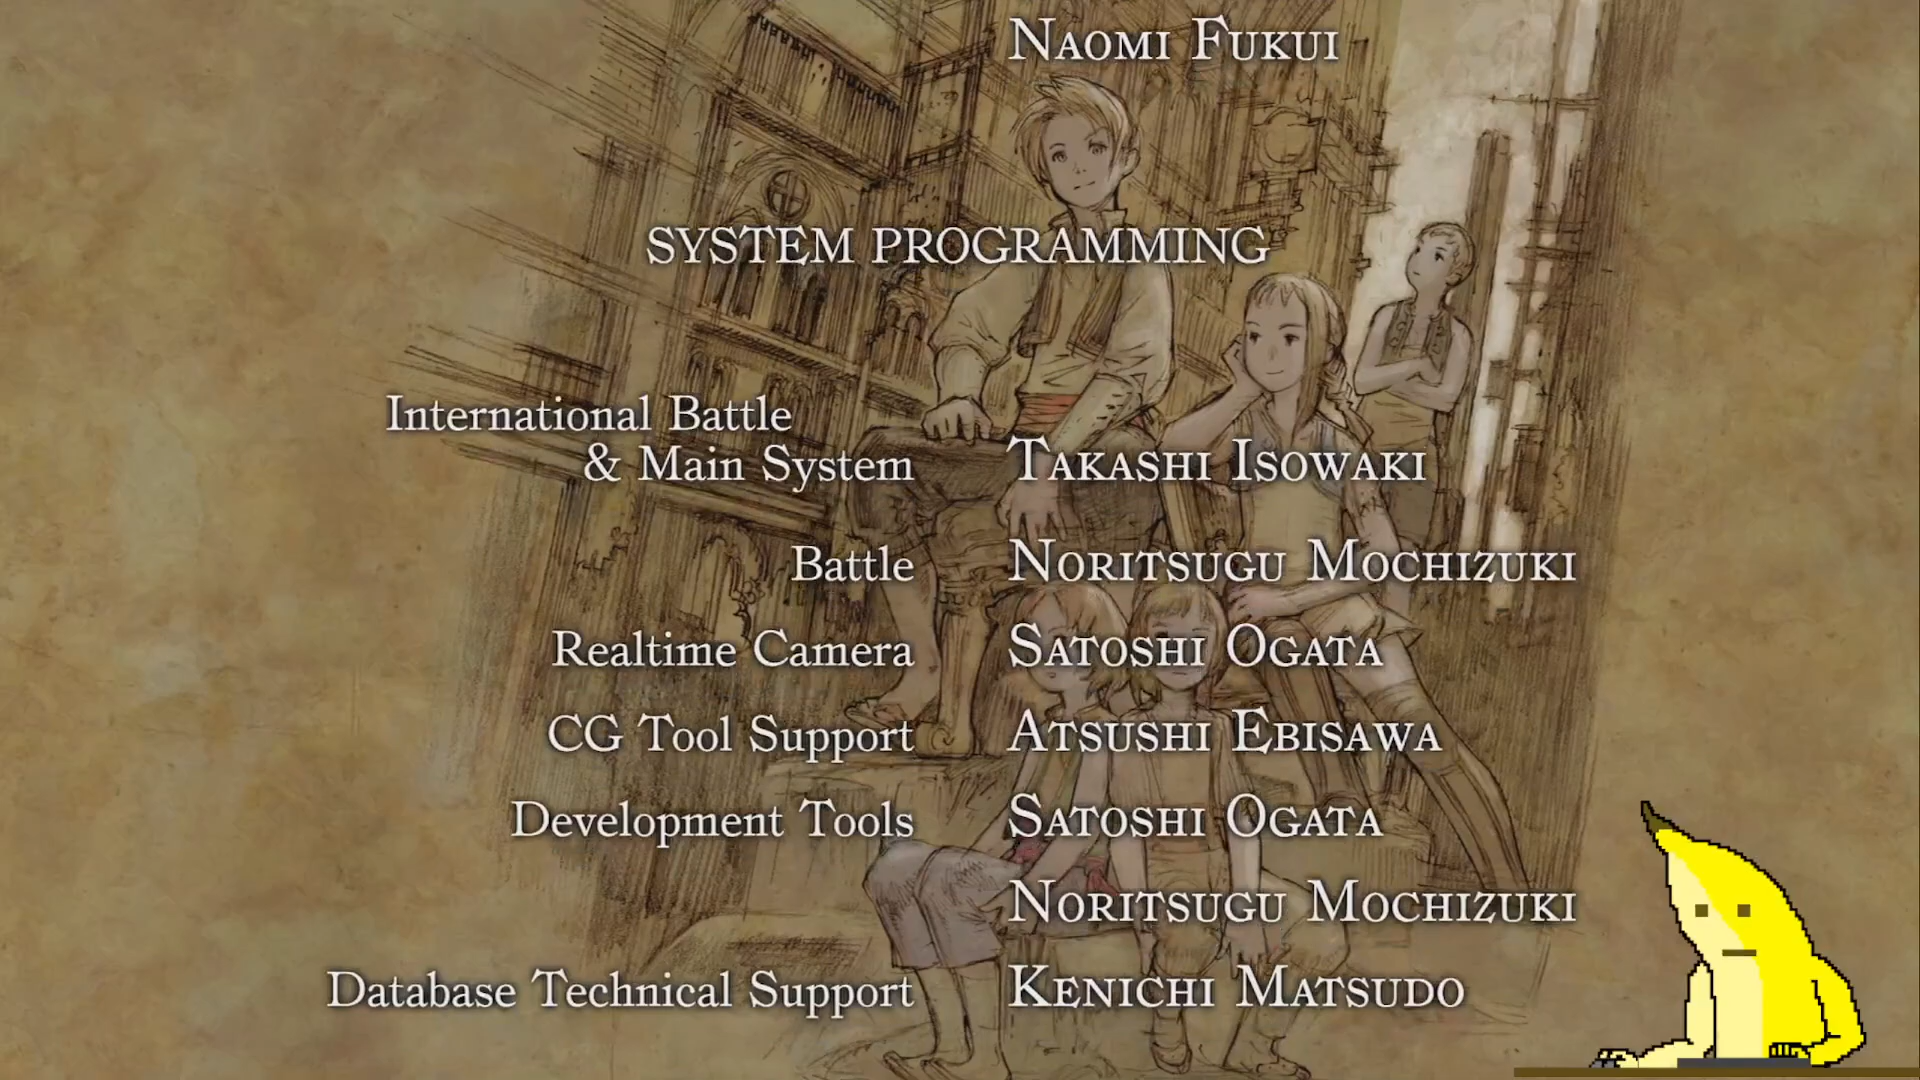 Naomi Fukui
SYSTEM PROGRAMMING
International Battle
& Main System Takashi Isowaki
Battle Noritsugu Mochizuki
Realtime Camera Satoshi Ogata
CG Tool Support Atsushi Ebisawa
Development Tools Satoshi Ogata
Noritsugu Mochizuki
Database Technical Support Kenichi Matsudo